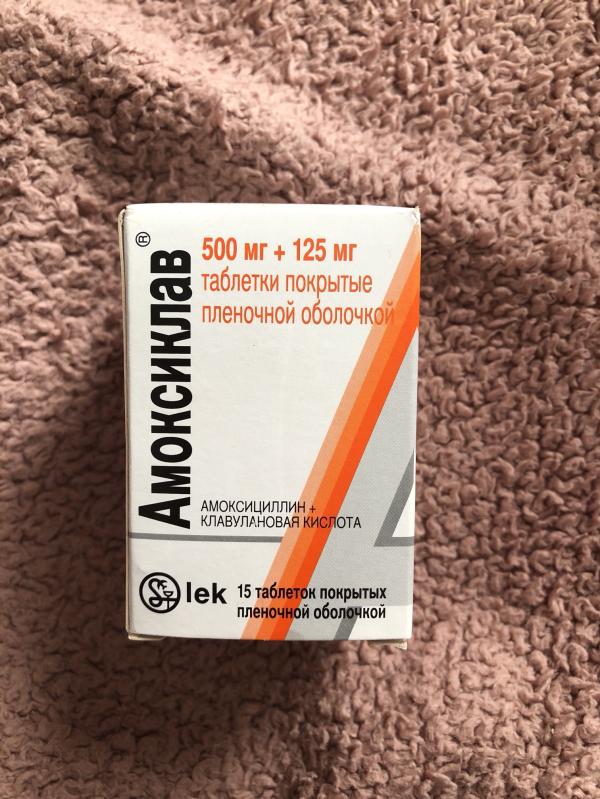 Амоксиклав®
500 мг + 125 мг
таблетки покрытые
пленочной оболочкой
АМОКСИЦИЛЛИН +
КЛАВУЛАНОВАЯ КИСЛОТА
lek
15 таблеток покрытых
пленочной оболочкой